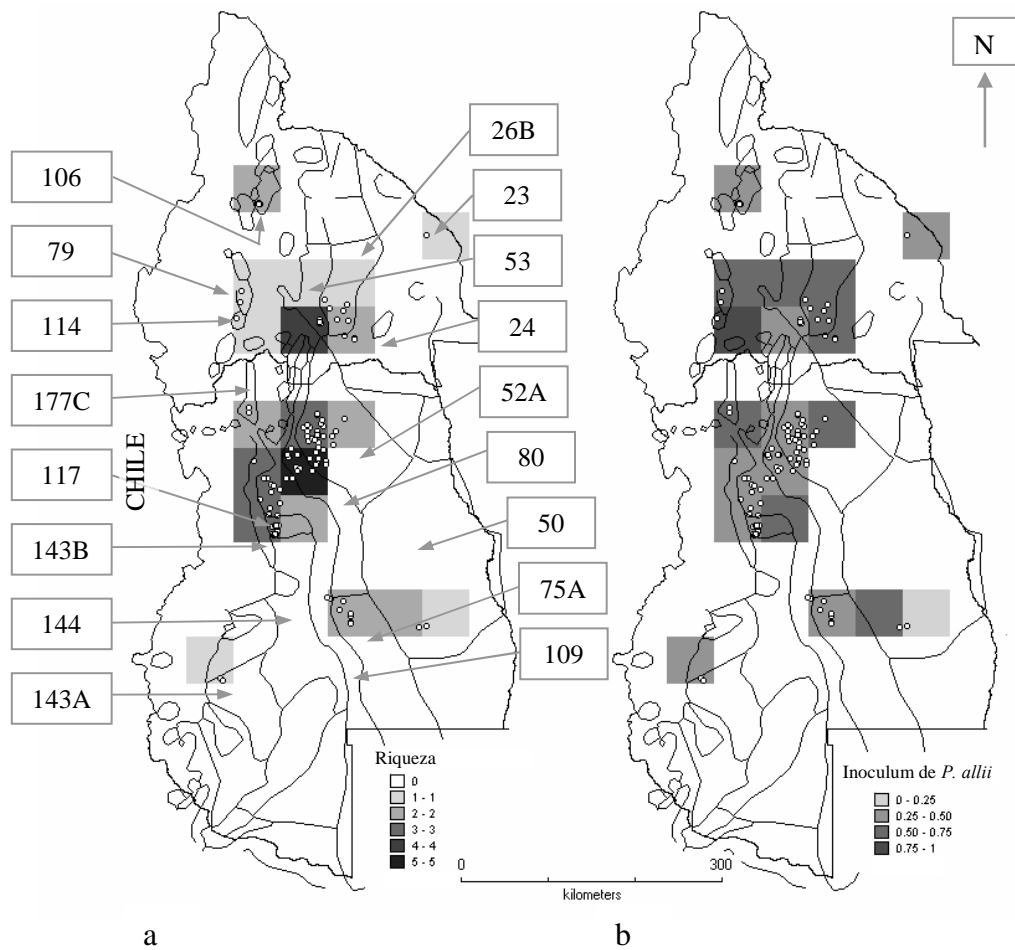 N
26B
106
23
79
53
114
24
177C
52A
CHILE
117
80
143B
50
144
75A
143A
109
Riqueza
0
1 - 1
2 - 2
3 - 3
4 - 4
5 - 5
Inoculum de P. allii
0 - 0.25
0.25 - 0.50
0.50 - 0.75
0.75 - 1
0 300
kilometers
a b